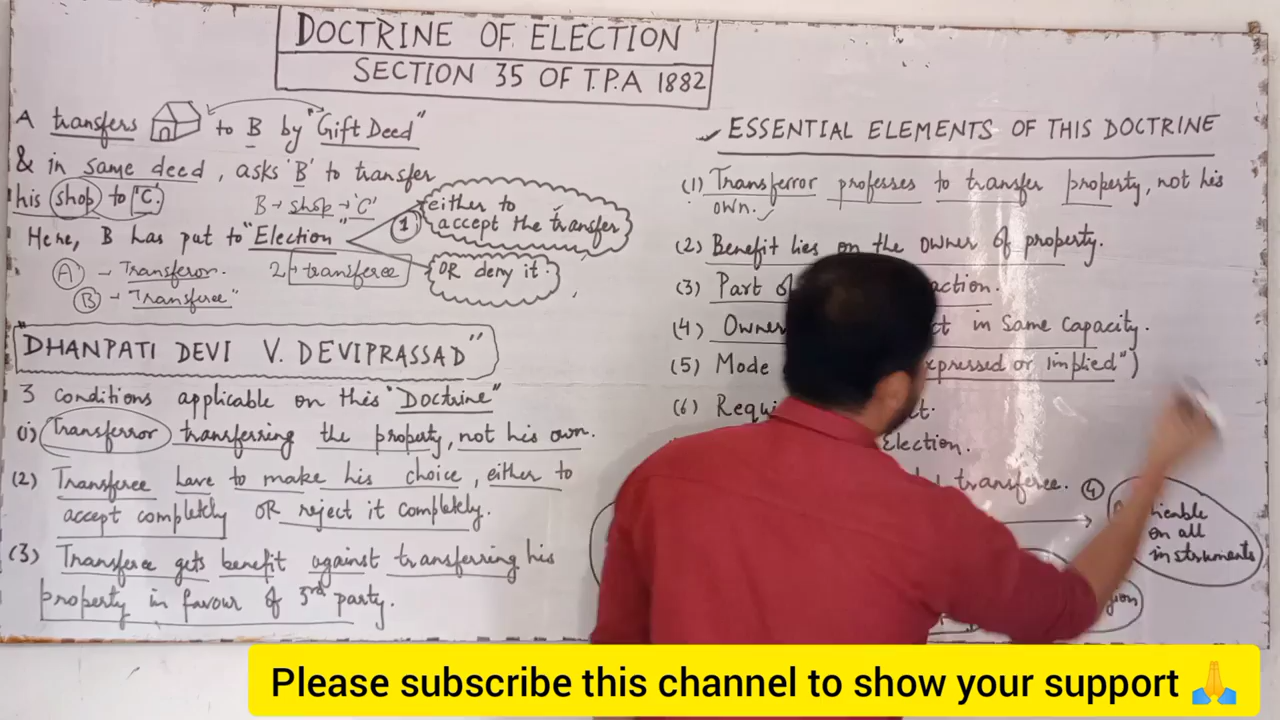 DOCTRINE OF ELECTION
SECTION 35 OF T.P.A 1882
A transfers to B by "Gift Deed"
& in same deed, asks 'B' to transfer
his shop to 'C'.
B → shop → 'C'
Here, B has put to "Election"
1
either to
accept the transfer
OR deny it.
A - Transferor.
B - "Transferee"
2 → transferee
"DHANPATI DEVI V. DEVIPRASSAD"
3 conditions applicable on this "Doctrine"
(1) Transferror transferring the property, not his own.
(2) Transferee have to make his choice, either to
accept completely OR reject it completely.
(3) Transferee gets benefit against transferring his
property in favour of 3rd party.
ESSENTIAL ELEMENTS OF THIS DOCTRINE
(1) Transferror professes to transfer property, not his
own.
(2) Benefit lies on the owner of property.
(3) Part of
(4) Owner in Same capacity.
(5) Mode expressed or implied")
(6)
Election.
transferee.
4
on all
instruments
Please subscribe this channel to show your support 🙏